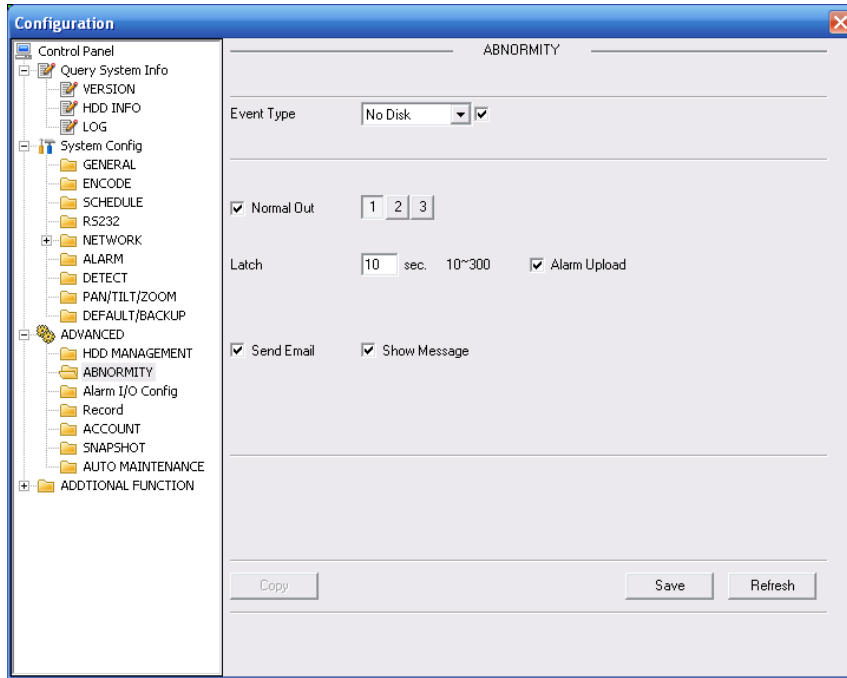 Configuration
Control Panel
Query System Info
VERSION
HDD INFO
LOG
System Config
GENERAL
ENCODE
SCHEDULE
RS232
NETWORK
ALARM
DETECT
PAN/TILT/ZOOM
DEFAULT/BACKUP
ADVANCED
HDD MANAGEMENT
ABNORMITY
Alarm I/O Config
Record
ACCOUNT
SNAPSHOT
AUTO MAINTENANCE
ADDTIONAL FUNCTION
ABNORMITY
Event Type No Disk
Normal Out 1 2 3
Latch 10 sec. 10~300 Alarm Upload
Send Email Show Message
Copy Save Refresh